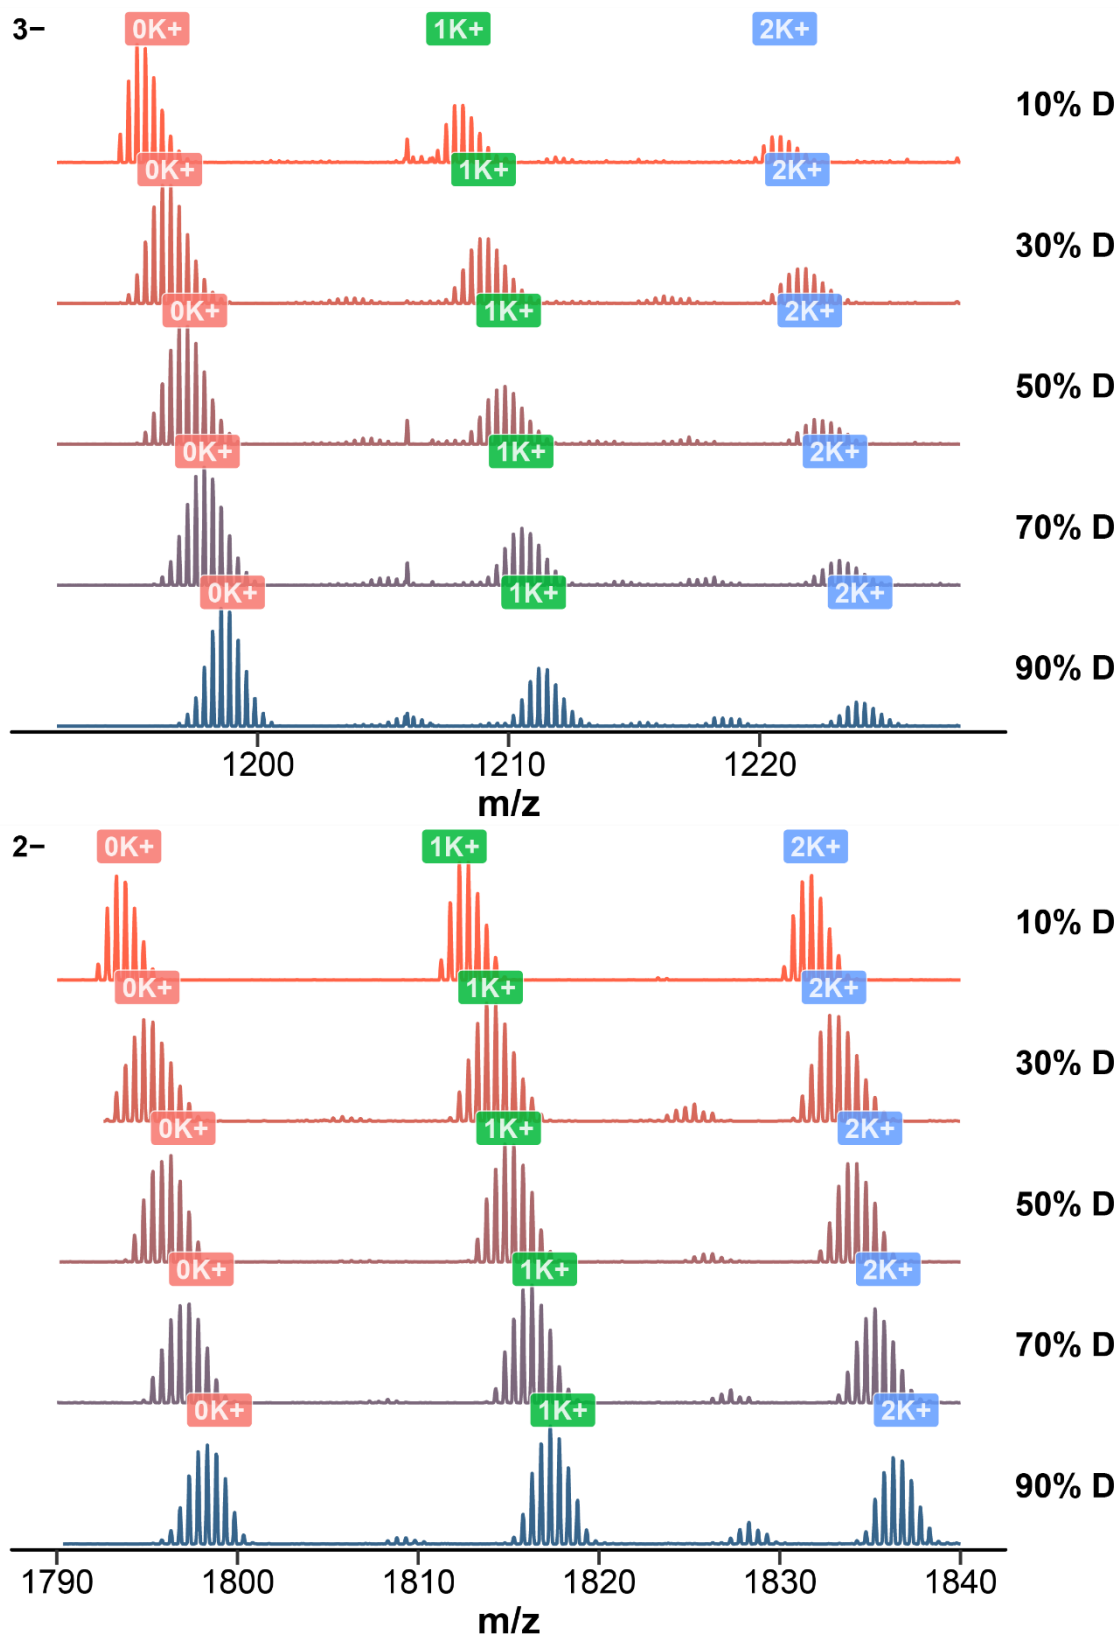 3− 0K+ 1K+ 2K+
10% D
0K+ 1K+ 2K+
30% D
0K+ 1K+ 2K+
50% D
0K+ 1K+ 2K+
70% D
0K+ 1K+ 2K+
90% D
1200 1210 1220
m/z
2− 0K+ 1K+ 2K+
10% D
0K+ 1K+ 2K+
30% D
0K+ 1K+ 2K+
50% D
0K+ 1K+ 2K+
70% D
0K+ 1K+ 2K+
90% D
1790 1800 1810 1820 1830 1840
m/z